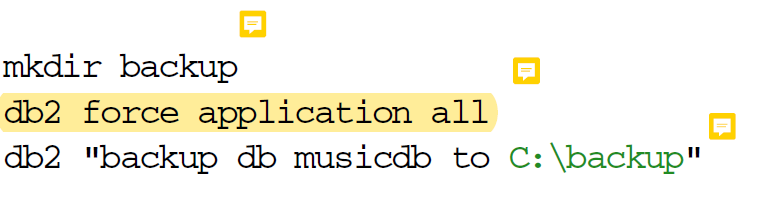 mkdir backup
db2 force application all
db2 "backup db musicdb to C:\backup"